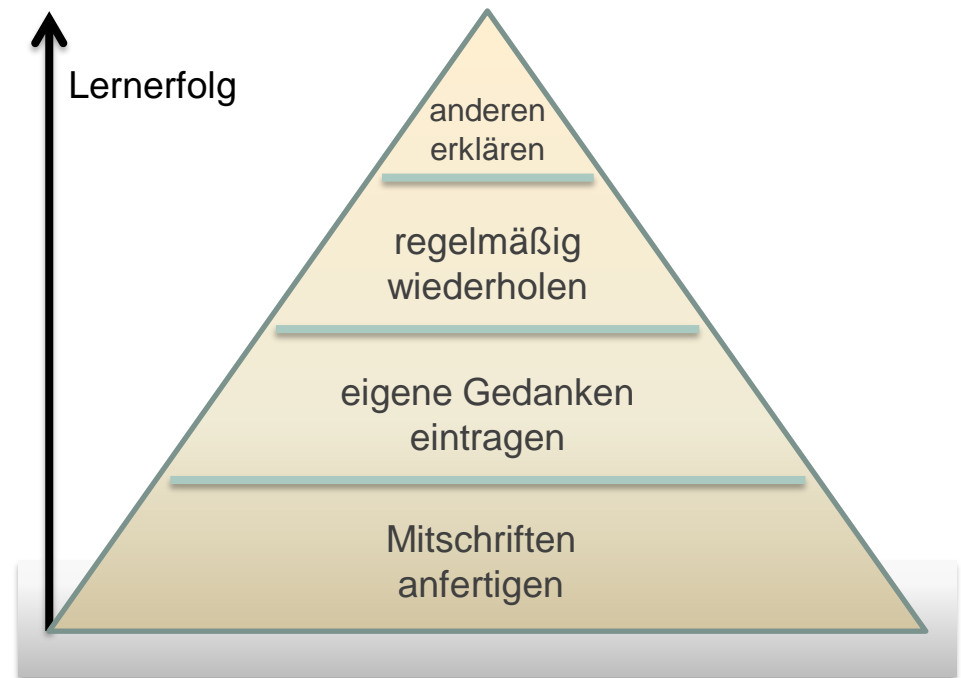 Lernerfolg
anderen
erklären
regelmäßig
wiederholen
eigene Gedanken
eintragen
Mitschriften
anfertigen